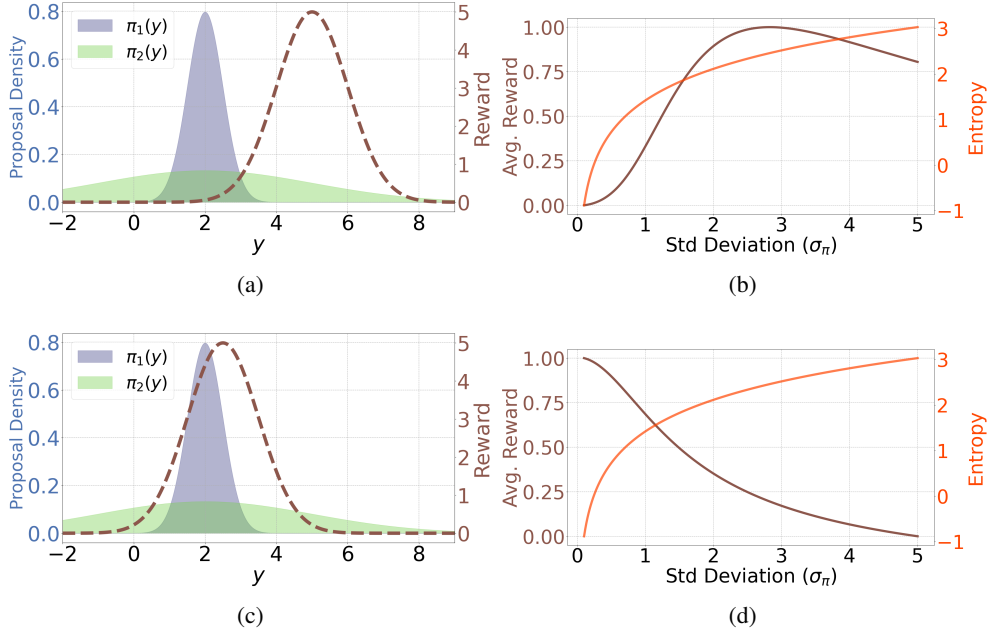 0.8
0.6
0.4
0.2
0.0
Proposal Density
π₁(y)
π₂(y)
5
4
3
2
1
0
Reward
−2 0 2 4 6 8
y
(a)
1.00
0.75
0.50
0.25
0.00
Avg. Reward
3
2
1
0
−1
Entropy
0 1 2 3 4 5
Std Deviation (σ_π)
(b)
0.8
0.6
0.4
0.2
0.0
Proposal Density
π₁(y)
π₂(y)
5
4
3
2
1
0
Reward
−2 0 2 4 6 8
y
(c)
1.00
0.75
0.50
0.25
0.00
Avg. Reward
3
2
1
0
−1
Entropy
0 1 2 3 4 5
Std Deviation (σ_π)
(d)